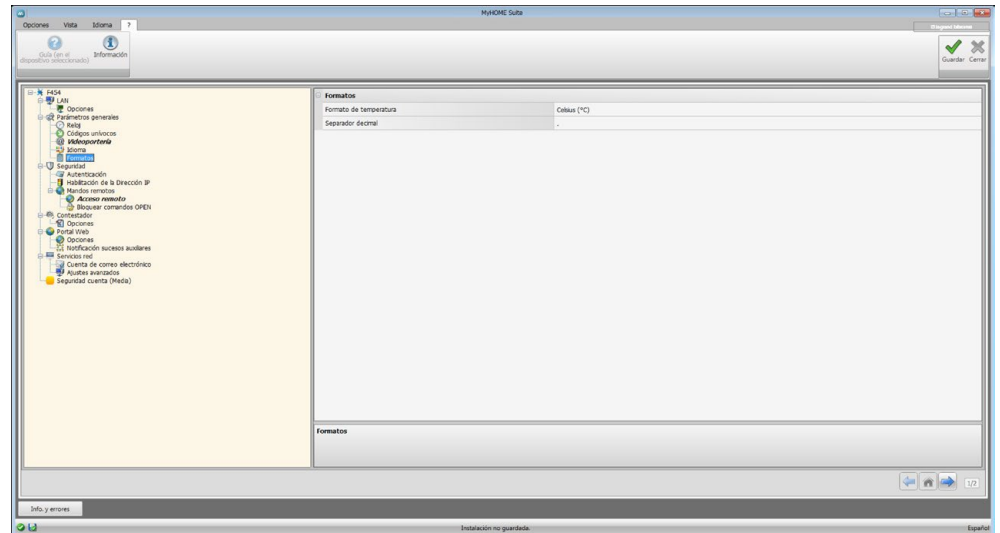 MyHOME Suite
Opciones Vista Idioma ?
Guía (en el dispositivo seleccionado)
Información
Guardar Cerrar
F454
LAN
Opciones
Parámetros generales
Reloj
Códigos unívocos
Videoportería
Idioma
Formatos
Seguridad
Autenticación
Habilitación de la Dirección IP
Mandos remotos
Acceso remoto
Bloquear comandos OPEN
Contestador
Opciones
Portal Web
Opciones
Notificación sucesos auxiliares
Servicios red
Cuenta de correo electrónico
Ajustes avanzados
Seguridad cuenta (Media)
Formatos
Formato de temperatura Celsius (°C)
Separador decimal .
Formatos
Info. y errores
Instalación no guardada.
Español